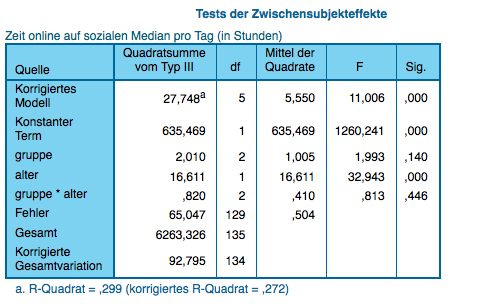 Tests der Zwischensubjekteffekte
Zeit online auf sozialen Median pro Tag (in Stunden)
Quelle Quadratsumme vom Typ III df Mittel der Quadrate F Sig.
Korrigiertes Modell 27,748a 5 5,550 11,006 ,000
Konstanter Term 635,469 1 635,469 1260,241 ,000
gruppe 2,010 2 1,005 1,993 ,140
alter 16,611 1 16,611 32,943 ,000
gruppe * alter ,820 2 ,410 ,813 ,446
Fehler 65,047 129 ,504
Gesamt 6263,326 135
Korrigierte Gesamtvariation 92,795 134
a. R-Quadrat = ,299 (korrigiertes R-Quadrat = ,272)